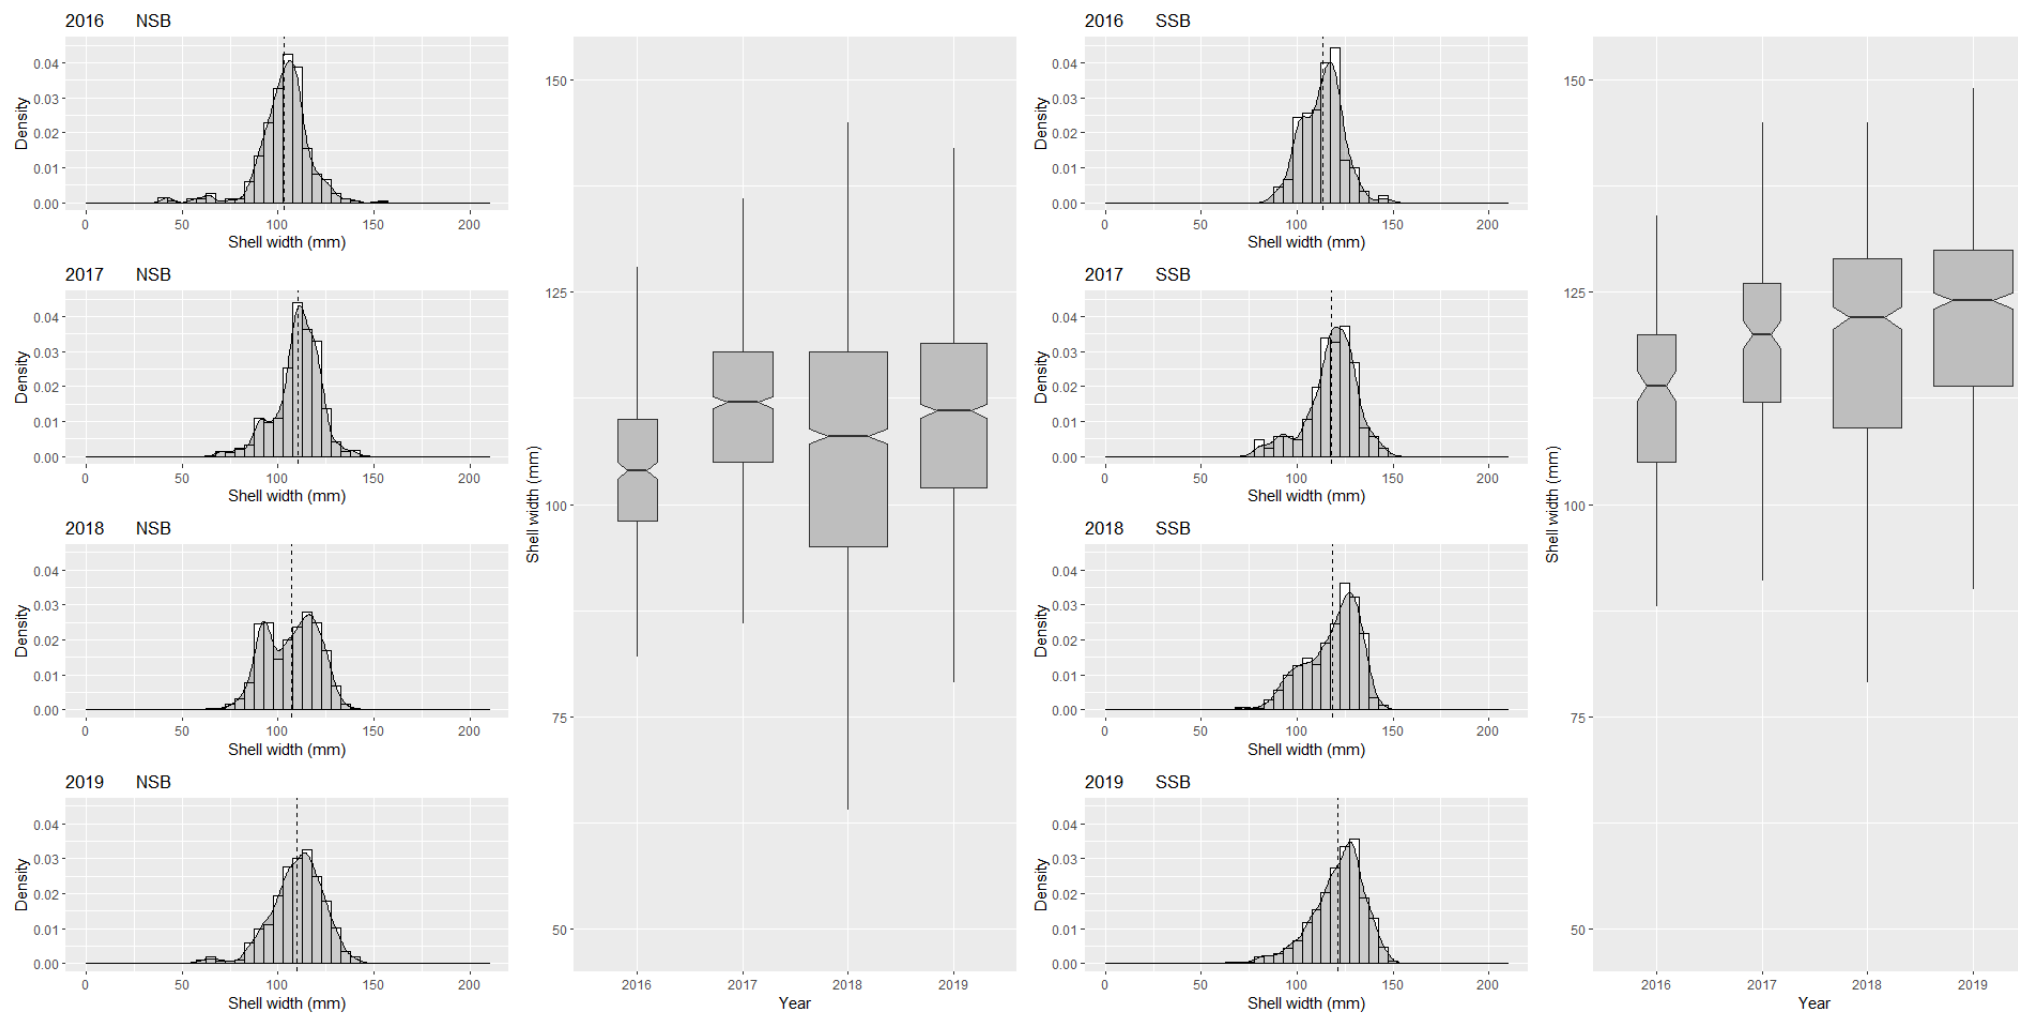 2016 NSB
Density
0.04
0.03
0.02
0.01
0.00
0 50 100 150 200
Shell width (mm)
2017 NSB
Density
0.04
0.03
0.02
0.01
0.00
0 50 100 150 200
Shell width (mm)
2018 NSB
Density
0.04
0.03
0.02
0.01
0.00
0 50 100 150 200
Shell width (mm)
2019 NSB
Density
0.04
0.03
0.02
0.01
0.00
0 50 100 150 200
Shell width (mm)
Shell width (mm)
150
125
100
75
50
2016 2017 2018 2019
Year
2016 SSB
Density
0.04
0.03
0.02
0.01
0.00
0 50 100 150 200
Shell width (mm)
2017 SSB
Density
0.04
0.03
0.02
0.01
0.00
0 50 100 150 200
Shell width (mm)
2018 SSB
Density
0.04
0.03
0.02
0.01
0.00
0 50 100 150 200
Shell width (mm)
2019 SSB
Density
0.04
0.03
0.02
0.01
0.00
0 50 100 150 200
Shell width (mm)
Shell width (mm)
150
125
100
75
50
2016 2017 2018 2019
Year